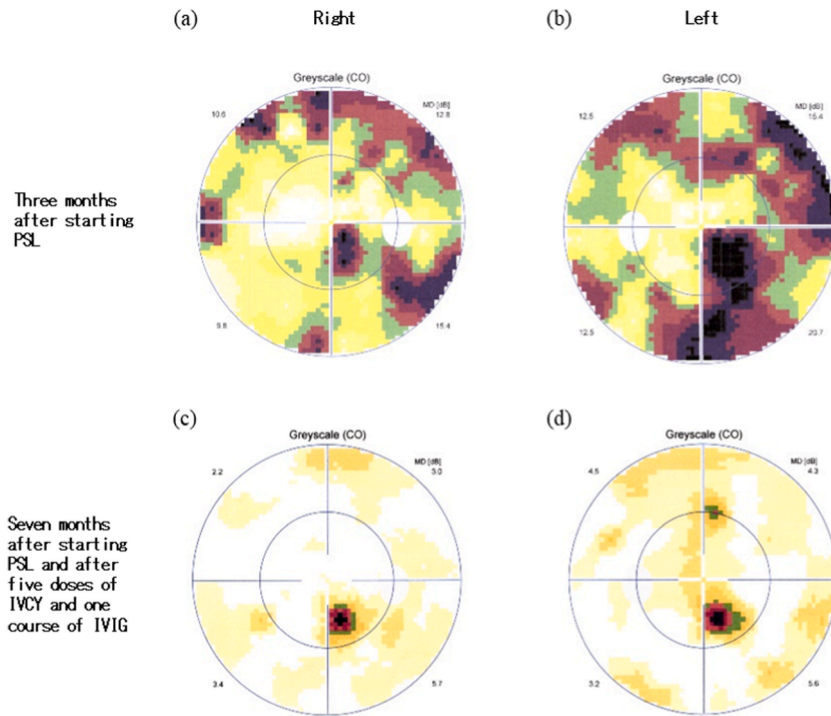 (a) Right (b) Left
Greyscale (CO) Greyscale (CO)
10.6 MD [dB] 12.8 12.5 MD [dB] 15.4
Three months
after starting
PSL
9.8 15.4 12.5 20.7
(c) (d)
Greyscale (CO) Greyscale (CO)
2.2 MD [dB] 3.0 4.5 MD [dB] 4.3
Seven months
after starting
PSL and after
five doses of
IVCY and one
course of IVIG
3.4 5.7 3.2 5.6